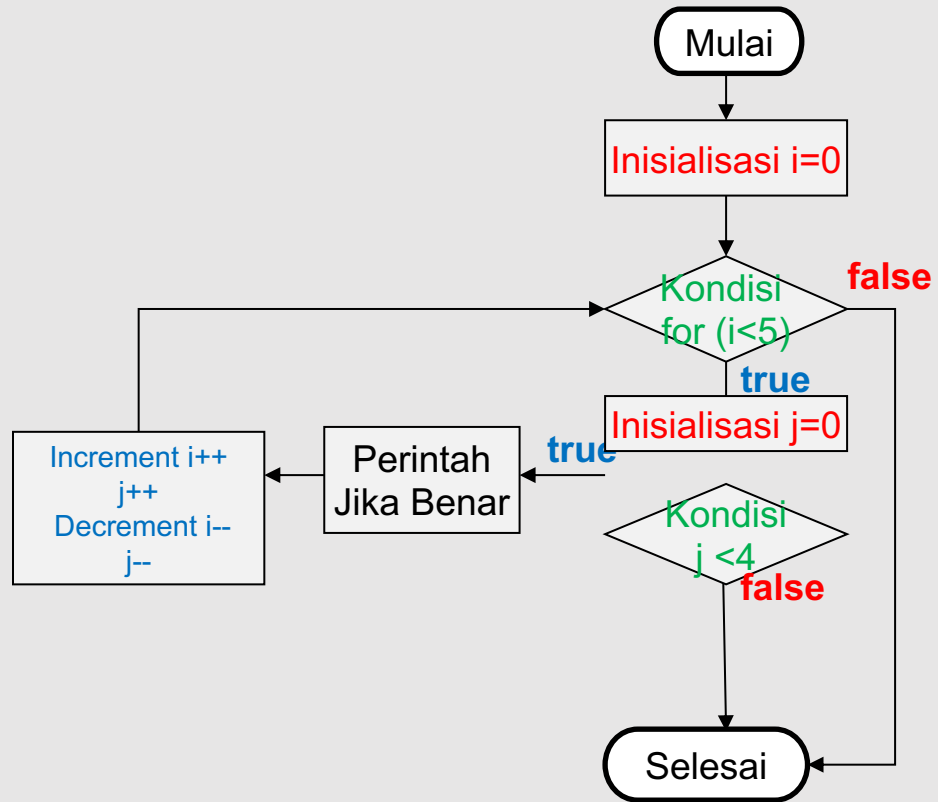 Mulai
Inisialisasi i=0
Kondisi
for (i<5)
false
true
Inisialisasi j=0
true
Perintah
Jika Benar
Increment i++
j++
Decrement i--
j--
Kondisi
j <4
false
Selesai